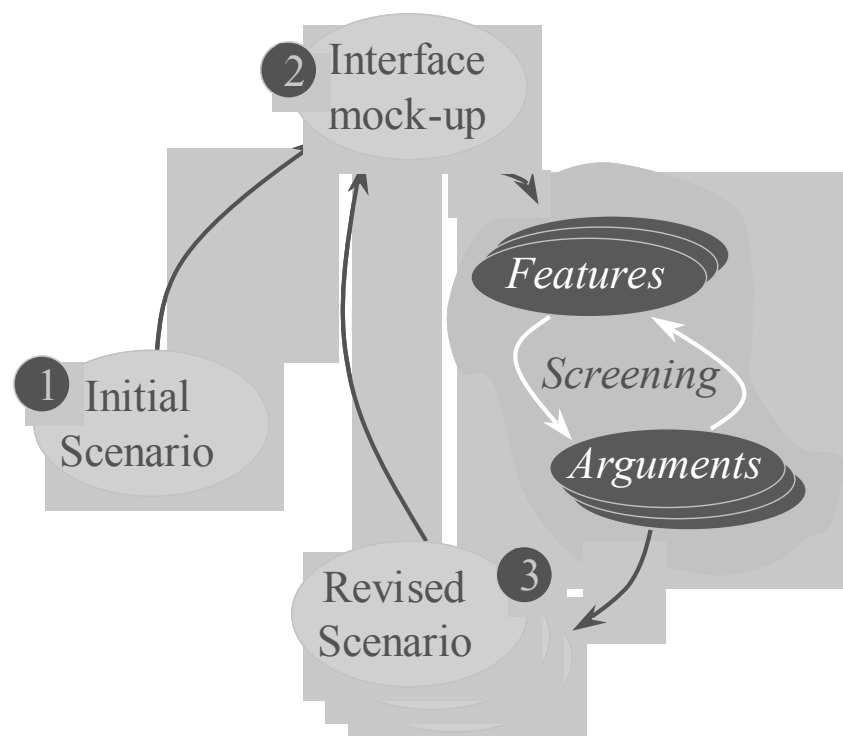 2
Interface
mock-up
Features
Screening
Arguments
1
Initial
Scenario
3
Revised
Scenario